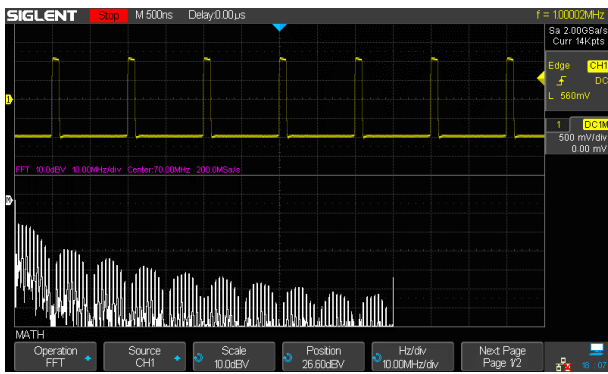 SIGLENT Stop M 500ns Delay:0.00µs f = 1.00002MHz
Sa 2.00GSa/s
Curr 14Kpts
Edge CH1
DC
L 560mV
1 DC1M
500 mV/div
0.00 mV
FFT 10.0dBV 10.00MHz/div Center:70.00MHz 200.0MSa/s
M
MATH
Operation Source Scale Position Hz/div Next Page
FFT CH1 10.0dBV 26.60dBV 10.00MHz/div Page 1/2
18:07